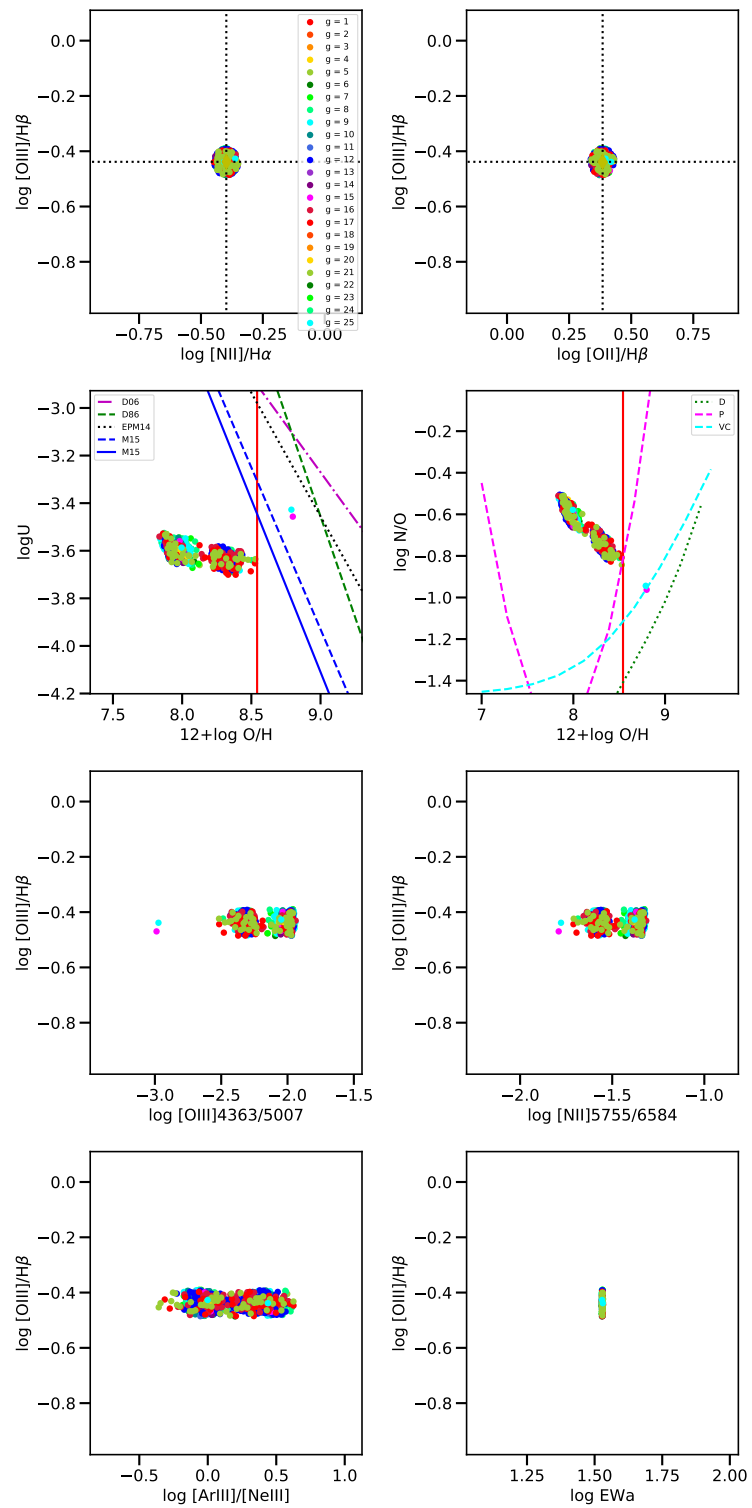 0.0
−0.2
−0.4
−0.6
−0.8
log [OIII]/Hβ
−0.75
−0.50
−0.25
0.00
log [NII]/Hα
g = 1
g = 2
g = 3
g = 4
g = 5
g = 6
g = 7
g = 8
g = 9
g = 10
g = 11
g = 12
g = 13
g = 14
g = 15
g = 16
g = 17
g = 18
g = 19
g = 20
g = 21
g = 22
g = 23
g = 24
g = 25
0.0
−0.2
−0.4
−0.6
−0.8
log [OIII]/Hβ
0.00
0.25
0.50
0.75
log [OII]/Hβ
−3.0
−3.2
−3.4
−3.6
−3.8
−4.0
−4.2
logU
7.5
8.0
8.5
9.0
12+log O/H
D06
D86
EPM14
M15
M15
−0.2
−0.4
−0.6
−0.8
−1.0
−1.2
−1.4
log N/O
7
8
9
12+log O/H
D
P
VC
0.0
−0.2
−0.4
−0.6
−0.8
log [OIII]/Hβ
−3.0
−2.5
−2.0
−1.5
log [OIII]4363/5007
0.0
−0.2
−0.4
−0.6
−0.8
log [OIII]/Hβ
−2.0
−1.5
−1.0
log [NII]5755/6584
0.0
−0.2
−0.4
−0.6
−0.8
log [OIII]/Hβ
−0.5
0.0
0.5
1.0
log [ArIII]/[NeIII]
0.0
−0.2
−0.4
−0.6
−0.8
log [OIII]/Hβ
1.25
1.50
1.75
2.00
log EWa